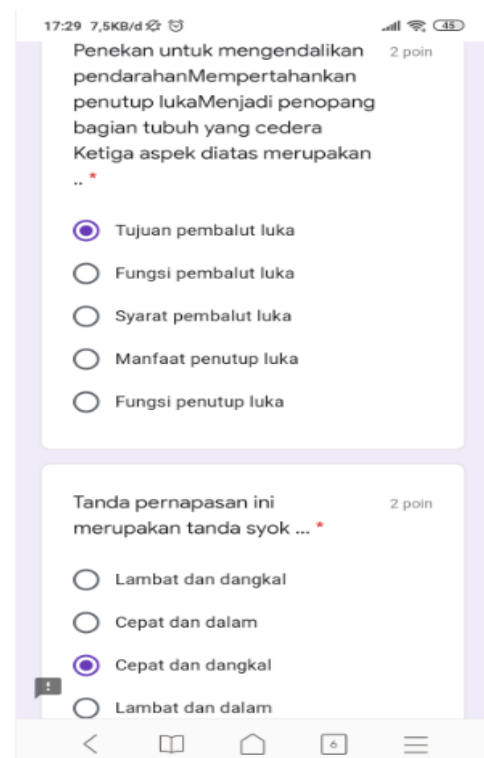 17:29 7,5KB/d 45
Penekan untuk mengendalikan 2 poin
pendarahanMempertahankan
penutup lukaMenjadi penopang
bagian tubuh yang cedera
Ketiga aspek diatas merupakan
.. *
Tujuan pembalut luka
Fungsi pembalut luka
Syarat pembalut luka
Manfaat penutup luka
Fungsi penutup luka
Tanda pernapasan ini 2 poin
merupakan tanda syok ... *
Lambat dan dangkal
Cepat dan dalam
Cepat dan dangkal
Lambat dan dalam
6